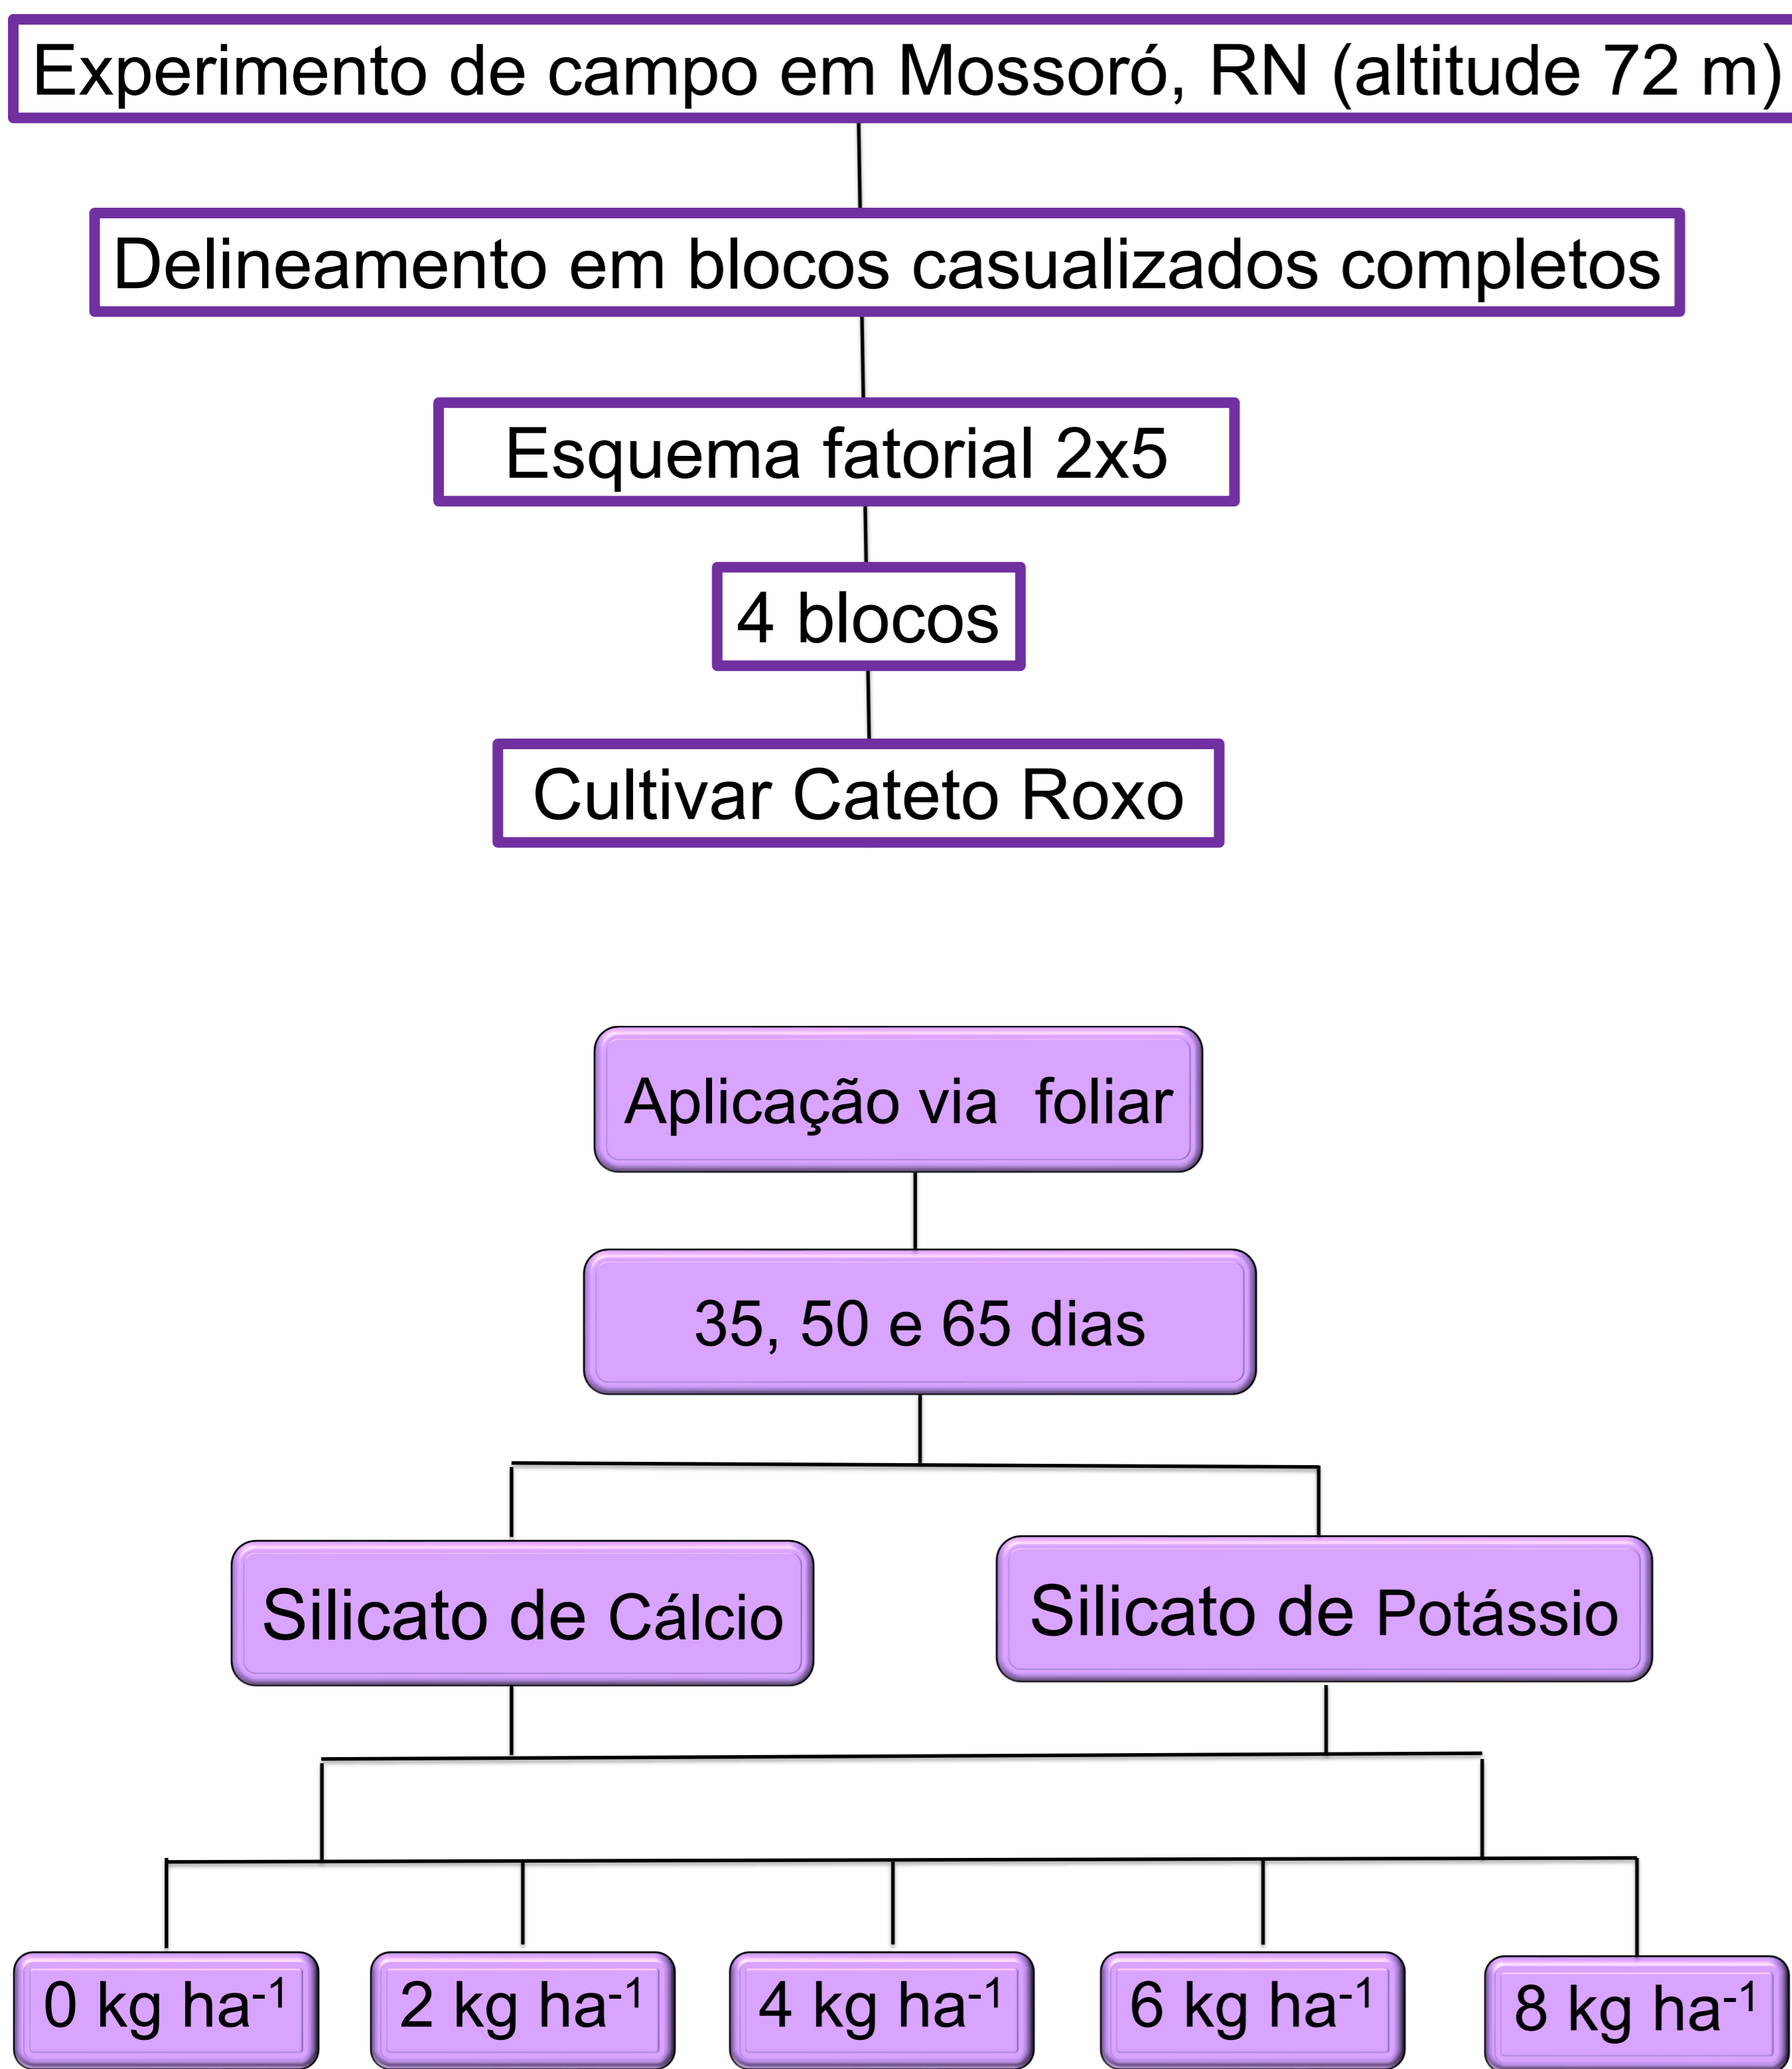 Experimento de campo em Mossoró, RN (altitude 72 m)
Delineamento em blocos casualizados completos
Esquema fatorial 2x5
4 blocos
Cultivar Cateto Roxo
Aplicação via foliar
35, 50 e 65 dias
Silicato de Cálcio
Silicato de Potássio
0 kg ha⁻¹
2 kg ha⁻¹
4 kg ha⁻¹
6 kg ha⁻¹
8 kg ha⁻¹